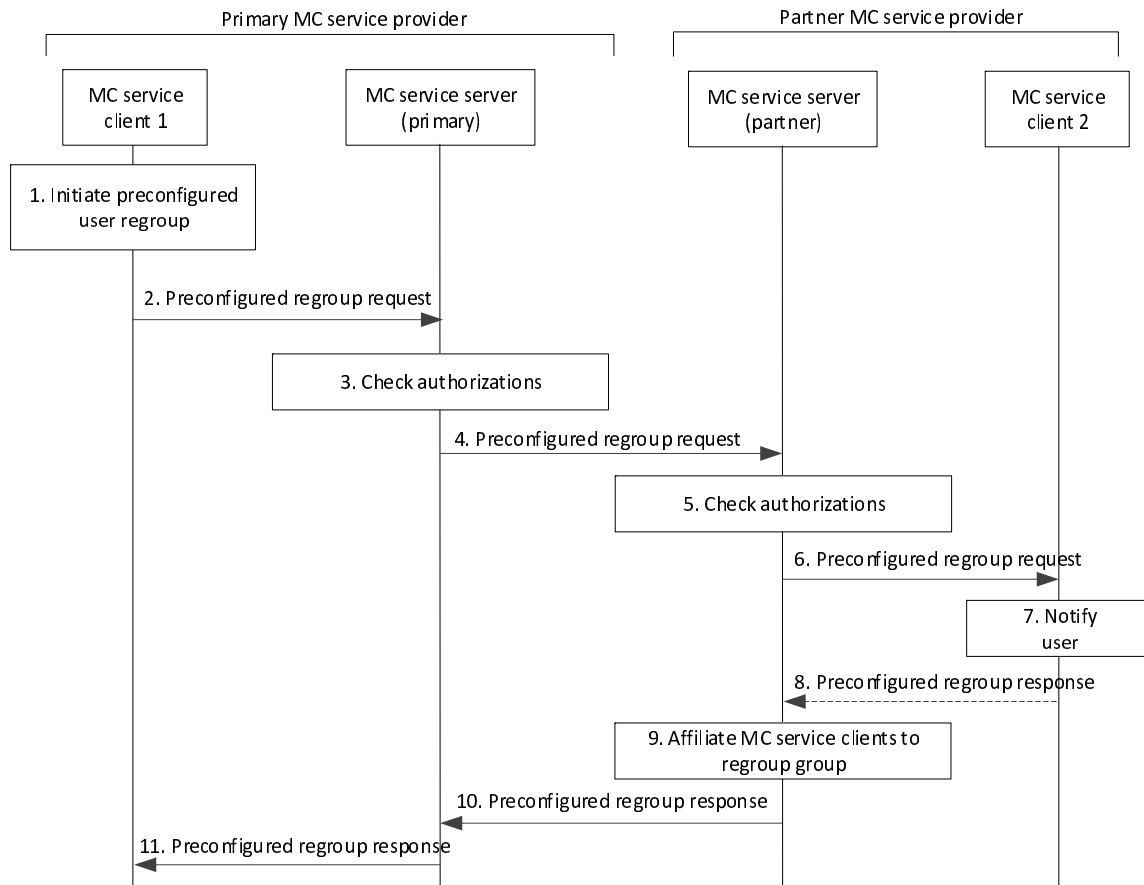 Primary MC service provider
Partner MC service provider
MC service
client 1
MC service server
(primary)
MC service server
(partner)
MC service
client 2
1. Initiate preconfigured
user regroup
2. Preconfigured regroup request
3. Check authorizations
4. Preconfigured regroup request
5. Check authorizations
6. Preconfigured regroup request
7. Notify
user
8. Preconfigured regroup response
9. Affiliate MC service clients to
regroup group
10. Preconfigured regroup response
11. Preconfigured regroup response